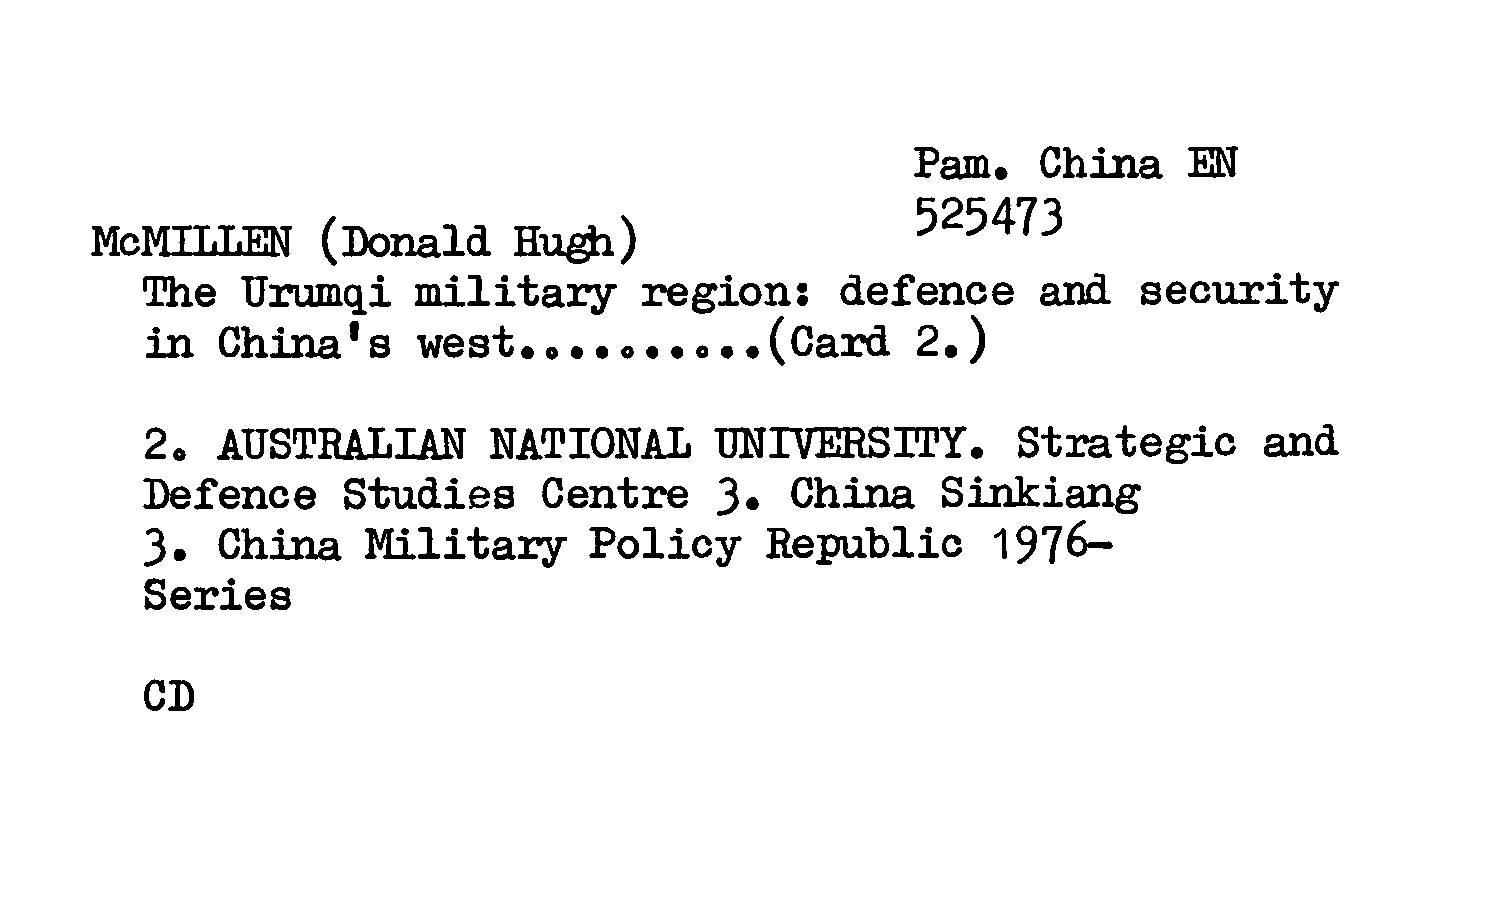 Pam. China EN
525473
McMILLEN (Donald Hugh)
The Urumqi military region: defence and security
in China's west..........(Card 2.)
2. AUSTRALIAN NATIONAL UNIVERSITY. Strategic and
Defence Studies Centre 3. China Sinkiang
3. China Military Policy Republic 1976-
Series
CD